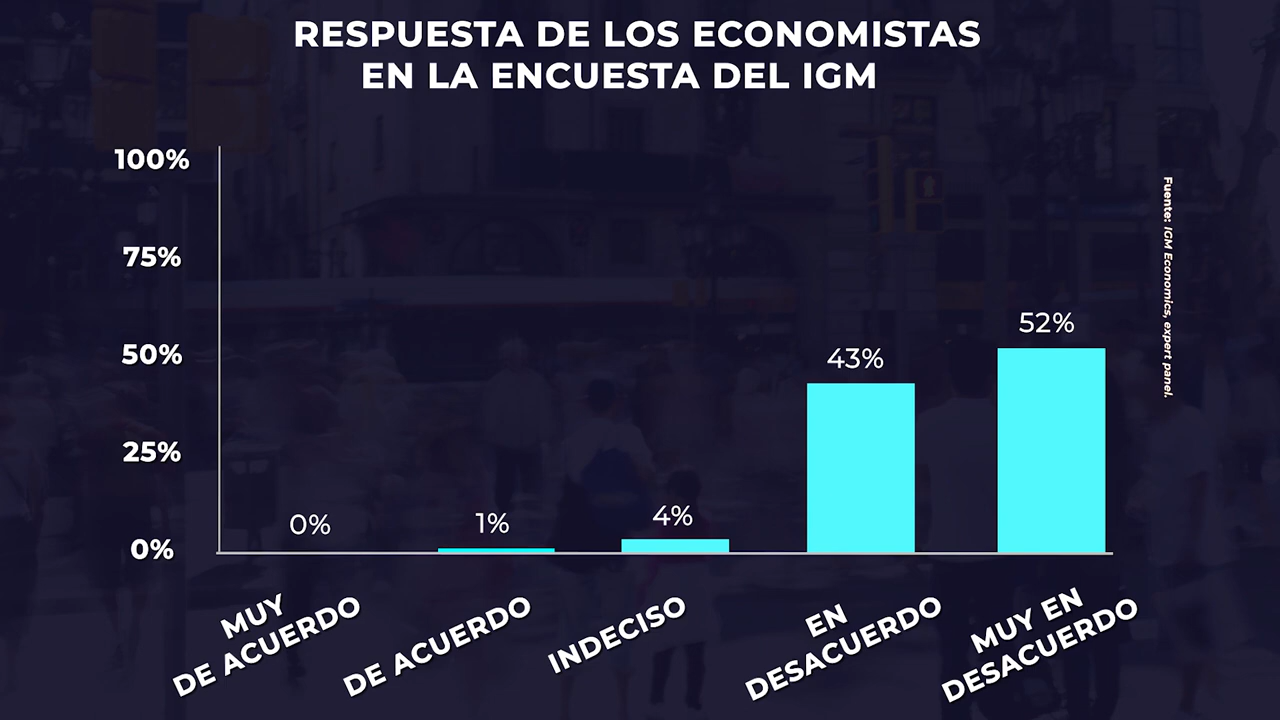 RESPUESTA DE LOS ECONOMISTAS
EN LA ENCUESTA DEL IGM
100%
75%
50%
25%
0%
0%
1%
4%
43%
52%
MUY
DE ACUERDO
DE ACUERDO
INDECISO
EN
DESACUERDO
MUY EN
DESACUERDO
Fuente: IGM Economics, expert panel.